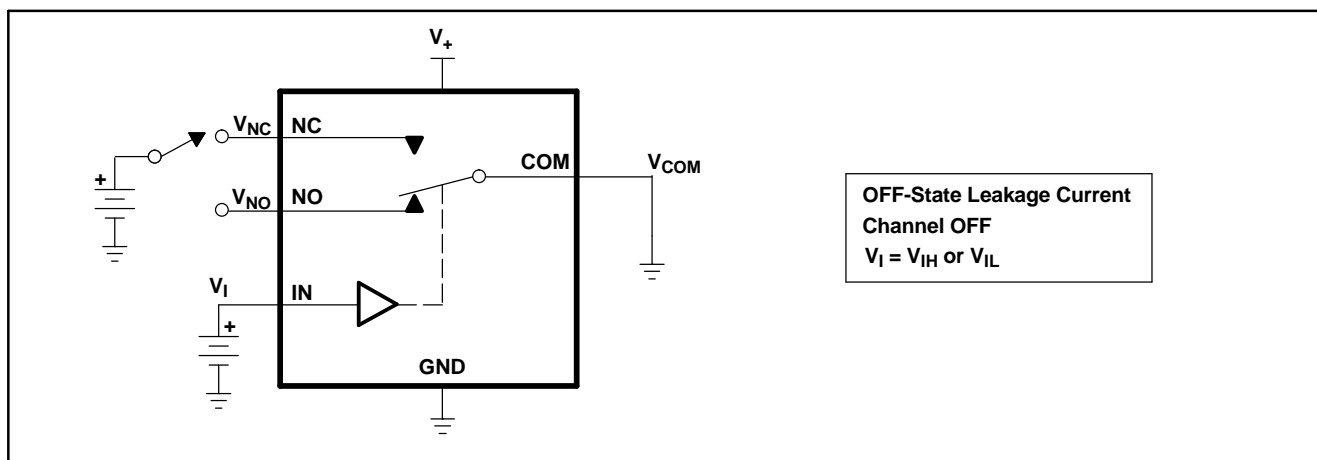 V+
VNC NC
COM VCOM
+
VNO NO
VI IN
+
GND
OFF-State Leakage Current
Channel OFF
VI = VIH or VIL